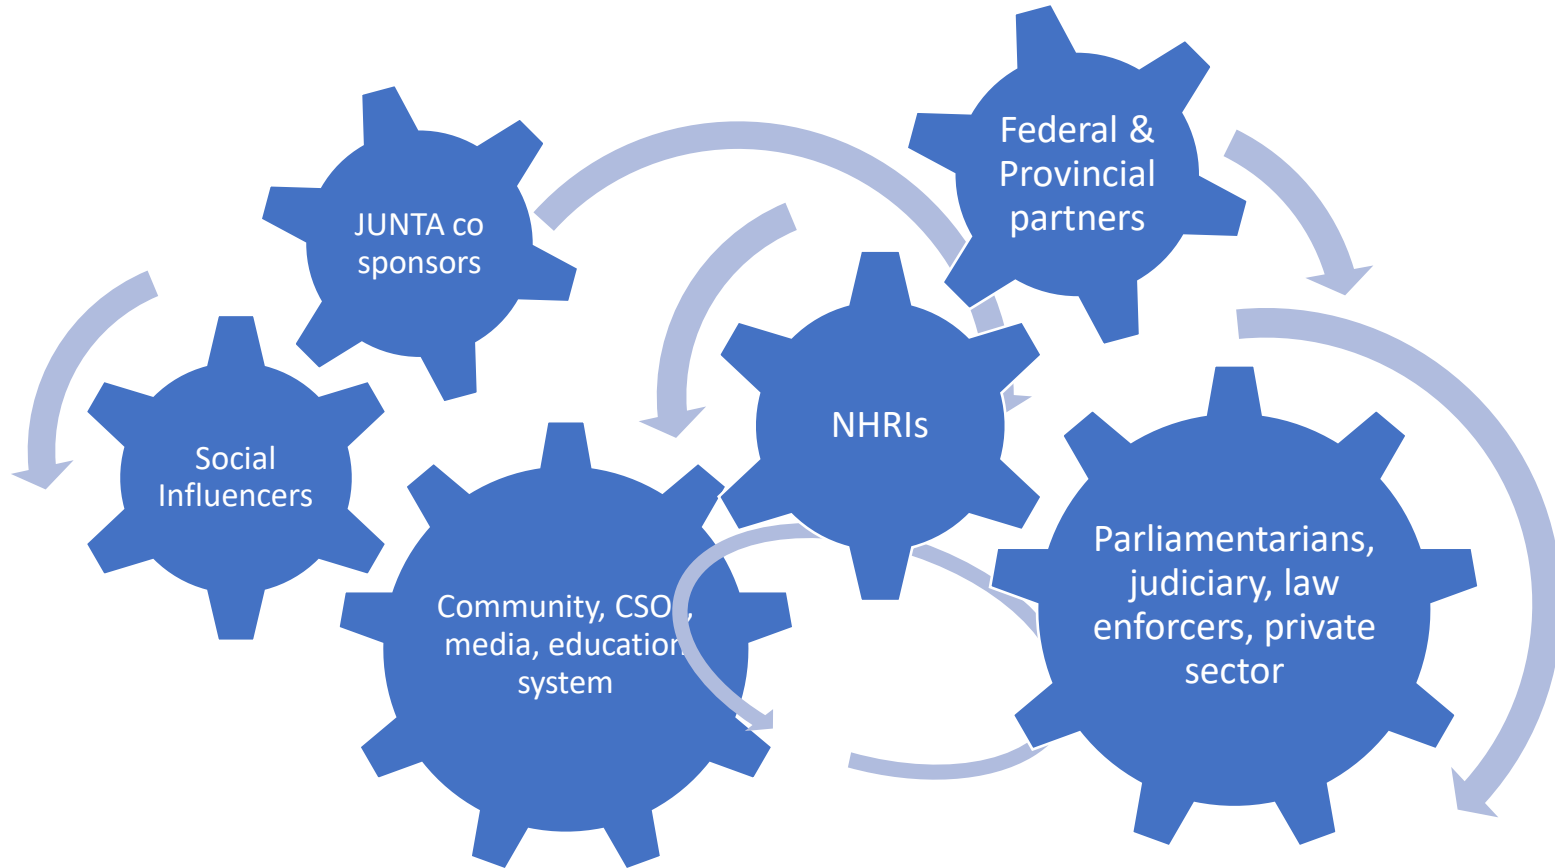 JUNTA co
sponsors
Federal &
Provincial
partners
Social
Influencers
NHRIs
Community,
media, education
system
Parliamentarians,
judiciary, law
enforcers, private
sector